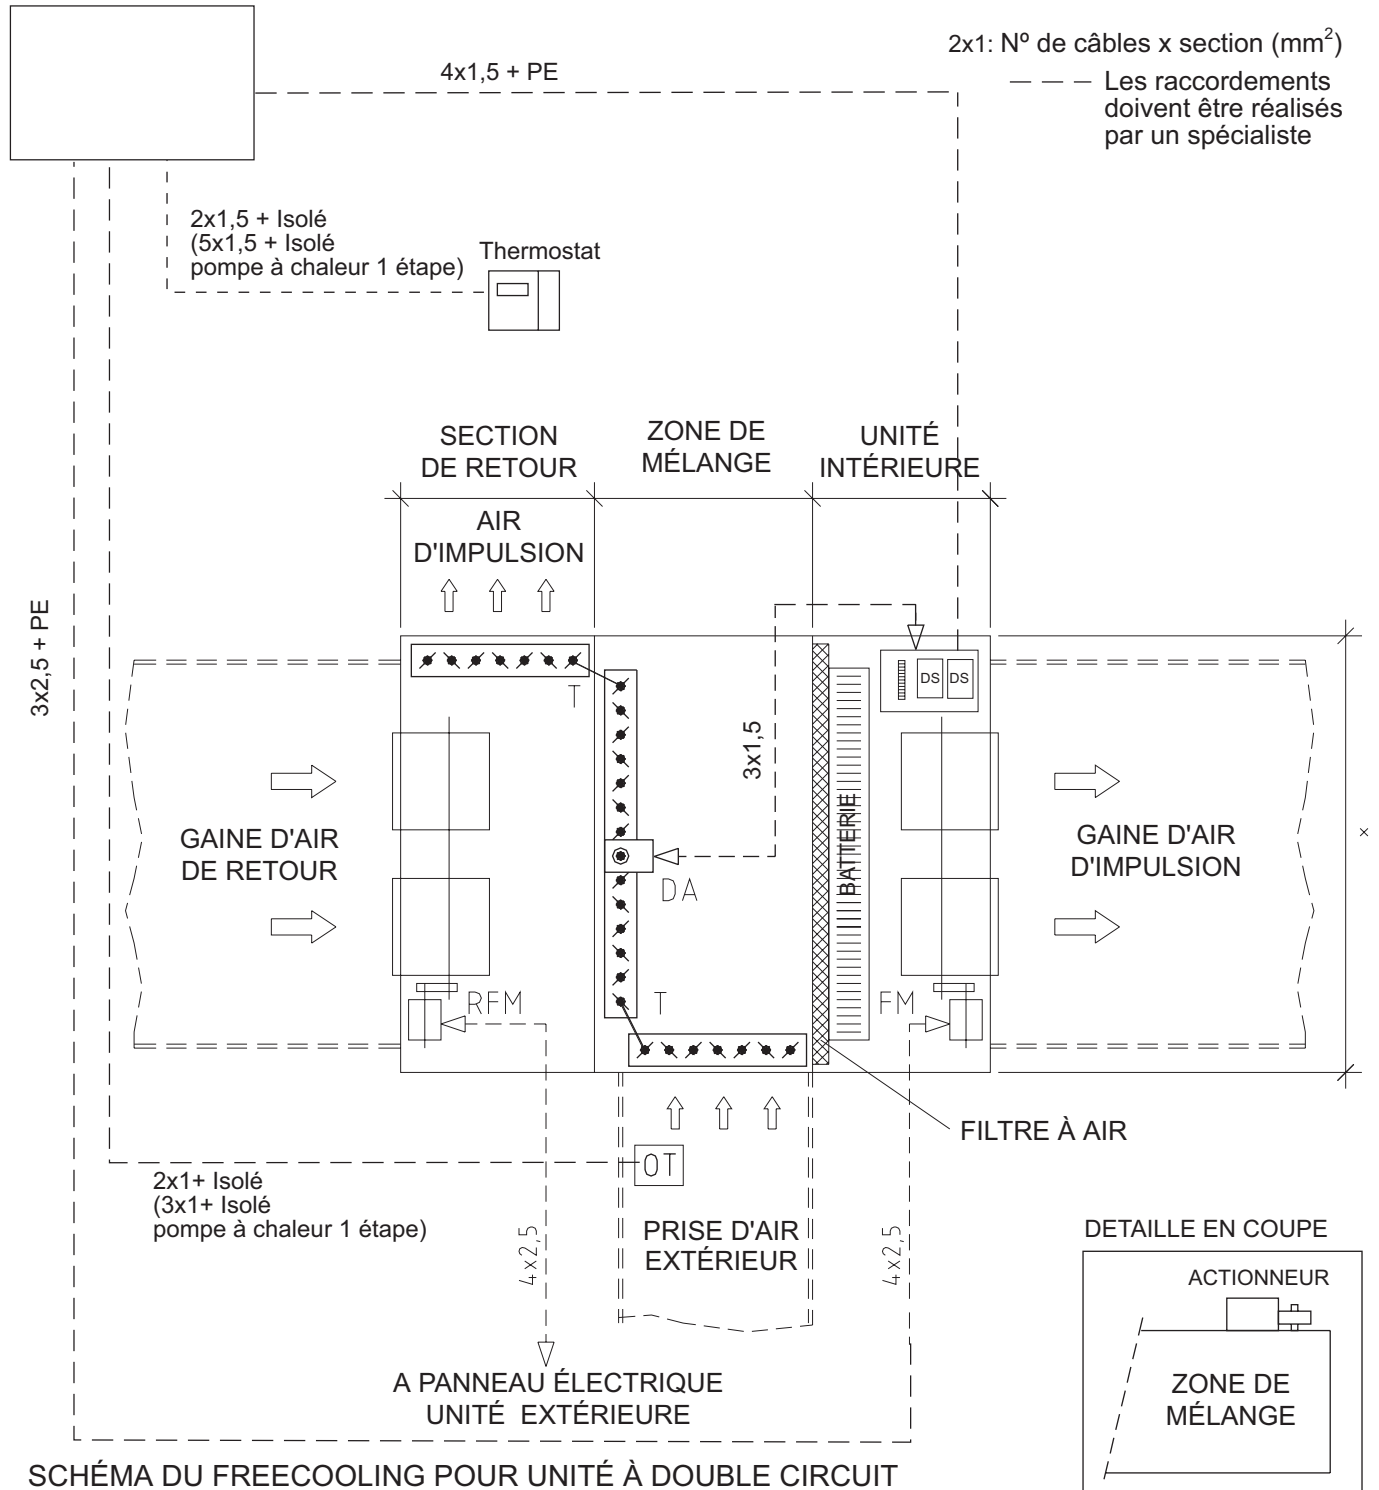 2x1: Nº de câbles x section (mm²)
4x1,5 + PE
Les raccordements
doivent être réalisés
par un spécialiste
2x1,5 + Isolé
(5x1,5 + Isolé
pompe à chaleur 1 étape)
Thermostat
SECTION
DE RETOUR
ZONE DE
MÉLANGE
UNITÉ
INTÉRIEURE
AIR
D'IMPULSION
3x2,5 + PE
T
DS
DS
3x1,5
GAINE D'AIR
DE RETOUR
BATTERIE
GAINE D'AIR
D'IMPULSION
x
DA
RFM
T
FM
FILTRE À AIR
OT
2x1+ Isolé
(3x1+ Isolé
pompe à chaleur 1 étape)
4x2,5
PRISE D'AIR
EXTÉRIEUR
4x2,5
DETAILLE EN COUPE
ACTIONNEUR
ZONE DE
MÉLANGE
A PANNEAU ÉLECTRIQUE
UNITÉ EXTÉRIEURE
SCHÉMA DU FREECOOLING POUR UNITÉ À DOUBLE CIRCUIT